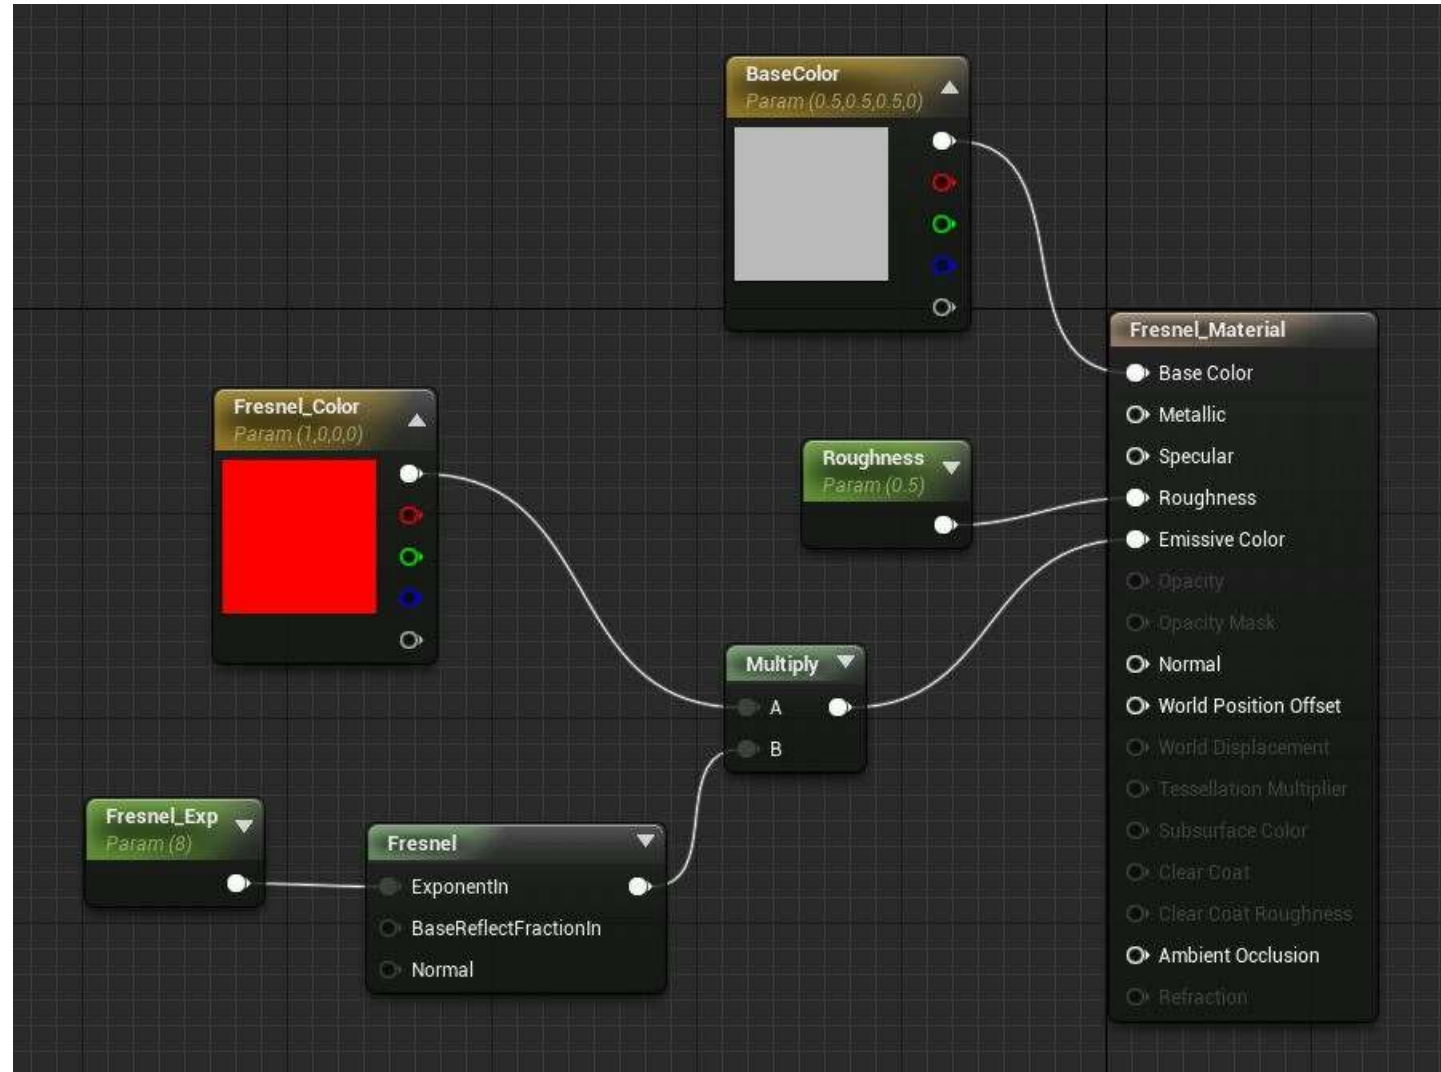 BaseColor
Param (0.5,0.5,0.5,0)
Fresnel_Color
Param (1,0,0,0)
Roughness
Param (0.5)
Multiply
A
B
Fresnel_Exp
Param (8)
Fresnel
ExponentIn
BaseReflectFractionIn
Normal
Fresnel_Material
Base Color
Metallic
Specular
Roughness
Emissive Color
Opacity
Opacity Mask
Normal
World Position Offset
World Displacement
Tessellation Multiplier
Subsurface Color
Clear Coat
Clear Coat Roughness
Ambient Occlusion
Refraction